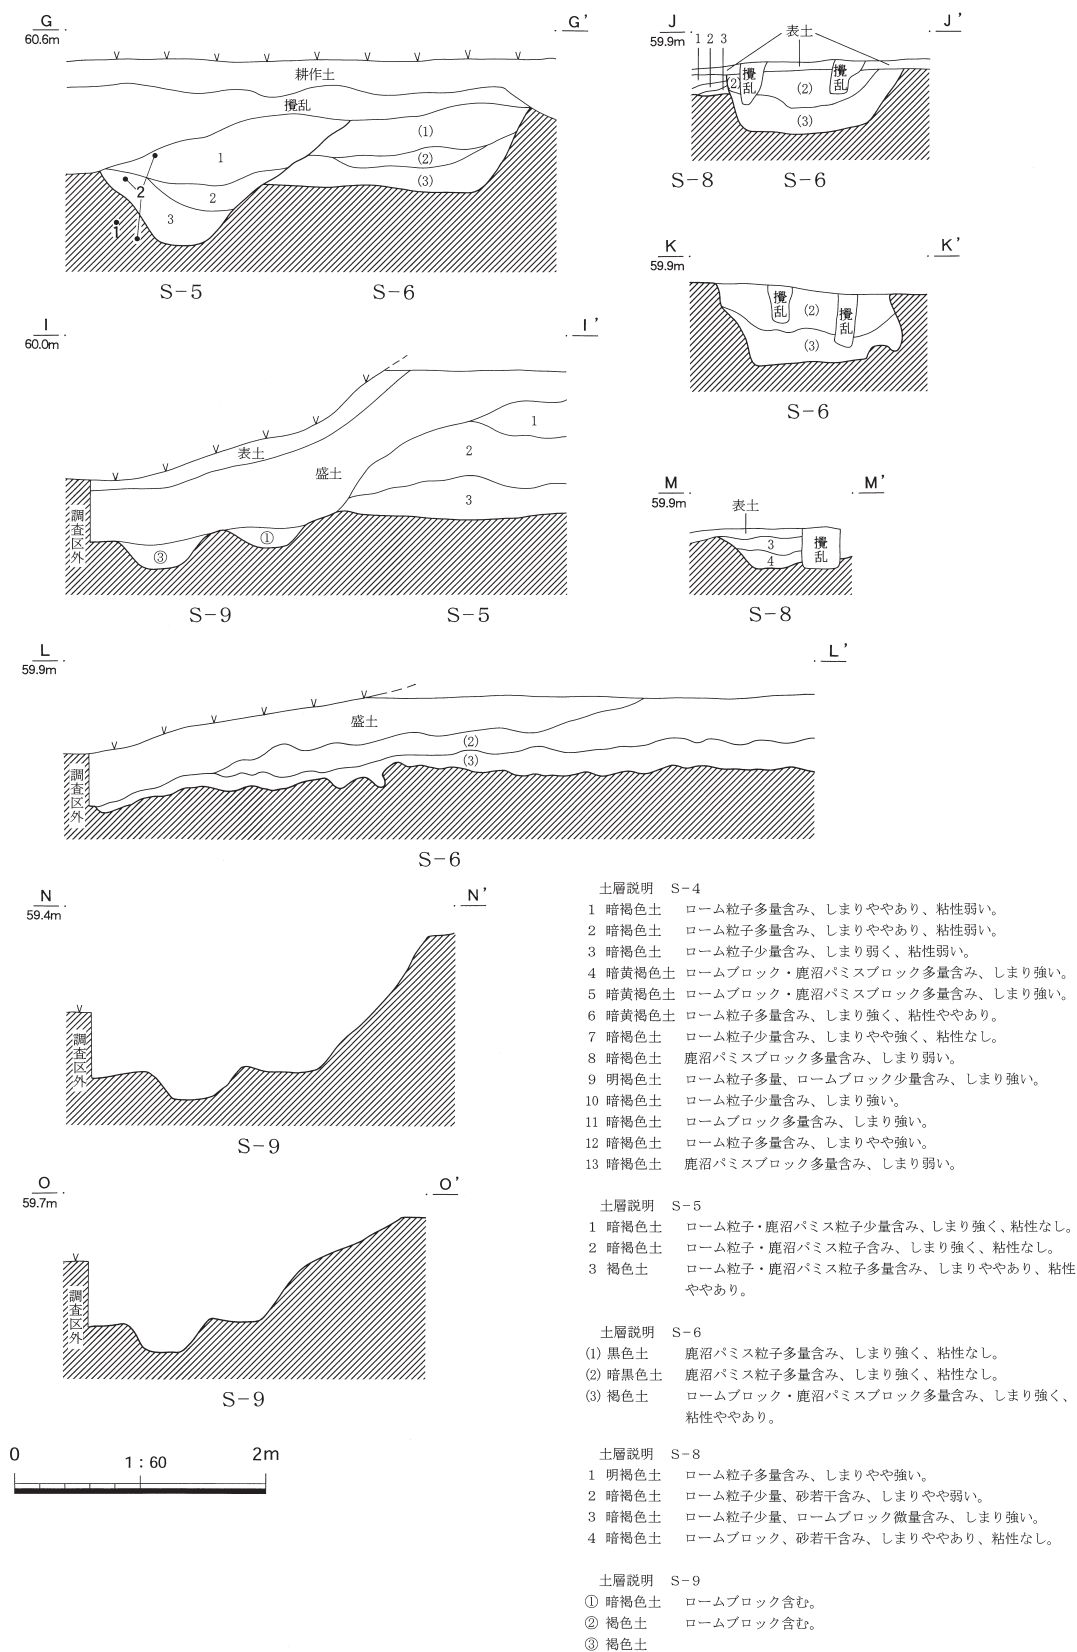 G G'
60.6m
耕作土
攪乱
1
(1)
(2)
(3)
2
2
3
1
S-5 S-6
J J'
59.9m
1 2 3 表土
攪乱
(2)
(2)
攪乱
(3)
S-8 S-6
K K'
59.9m
攪乱
(2)
攪乱
(3)
S-6
I I'
60.0m
表土
盛土
1
2
3
調査区外
③
①
S-9 S-5
M M'
59.9m
表土
3
4
攪乱
S-8
L L'
59.9m
盛土
(2)
(3)
調査区外
S-6
N N'
59.4m
調査区外
S-9
O O'
59.7m
調査区外
S-9
0 1:60 2m
土層説明 S-4
1 暗褐色土 ローム粒子多量含み、しまりややあり、粘性弱い。
2 暗褐色土 ローム粒子多量含み、しまりややあり、粘性弱い。
3 暗褐色土 ローム粒子少量含み、しまり弱く、粘性弱い。
4 暗黄褐色土 ロームブロック・鹿沼パミスブロック多量含み、しまり強い。
5 暗黄褐色土 ロームブロック・鹿沼パミスブロック多量含み、しまり強い。
6 暗黄褐色土 ローム粒子多量含み、しまり強く、粘性ややあり。
7 暗褐色土 ローム粒子少量含み、しまりやや強く、粘性なし。
8 暗褐色土 鹿沼パミスブロック多量含み、しまり弱い。
9 明褐色土 ローム粒子多量、ロームブロック少量含み、しまり強い。
10 暗褐色土 ローム粒子少量含み、しまり強い。
11 暗褐色土 ロームブロック多量含み、しまり強い。
12 暗褐色土 ローム粒子多量含み、しまりやや強い。
13 暗褐色土 鹿沼パミスブロック多量含み、しまり弱い。
土層説明 S-5
1 暗褐色土 ローム粒子・鹿沼パミス粒子少量含み、しまり強く、粘性なし。
2 暗褐色土 ローム粒子・鹿沼パミス粒子含み、しまり強く、粘性なし。
3 褐色土 ローム粒子・鹿沼パミス粒子多量含み、しまりややあり、粘性
ややあり。
土層説明 S-6
(1) 黒色土 鹿沼パミス粒子多量含み、しまり強く、粘性なし。
(2) 暗黒色土 鹿沼パミス粒子多量含み、しまり強く、粘性なし。
(3) 褐色土 ロームブロック・鹿沼パミスブロック多量含み、しまり強く、
粘性ややあり。
土層説明 S-8
1 明褐色土 ローム粒子多量含み、しまりやや強い。
2 暗褐色土 ローム粒子少量、砂若干含み、しまりやや弱い。
3 暗褐色土 ローム粒子少量、ロームブロック微量含み、しまり強い。
4 暗褐色土 ロームブロック、砂若干含み、しまりややあり、粘性なし。
土層説明 S-9
① 暗褐色土 ロームブロック含む。
② 褐色土 ロームブロック含む。
③ 褐色土